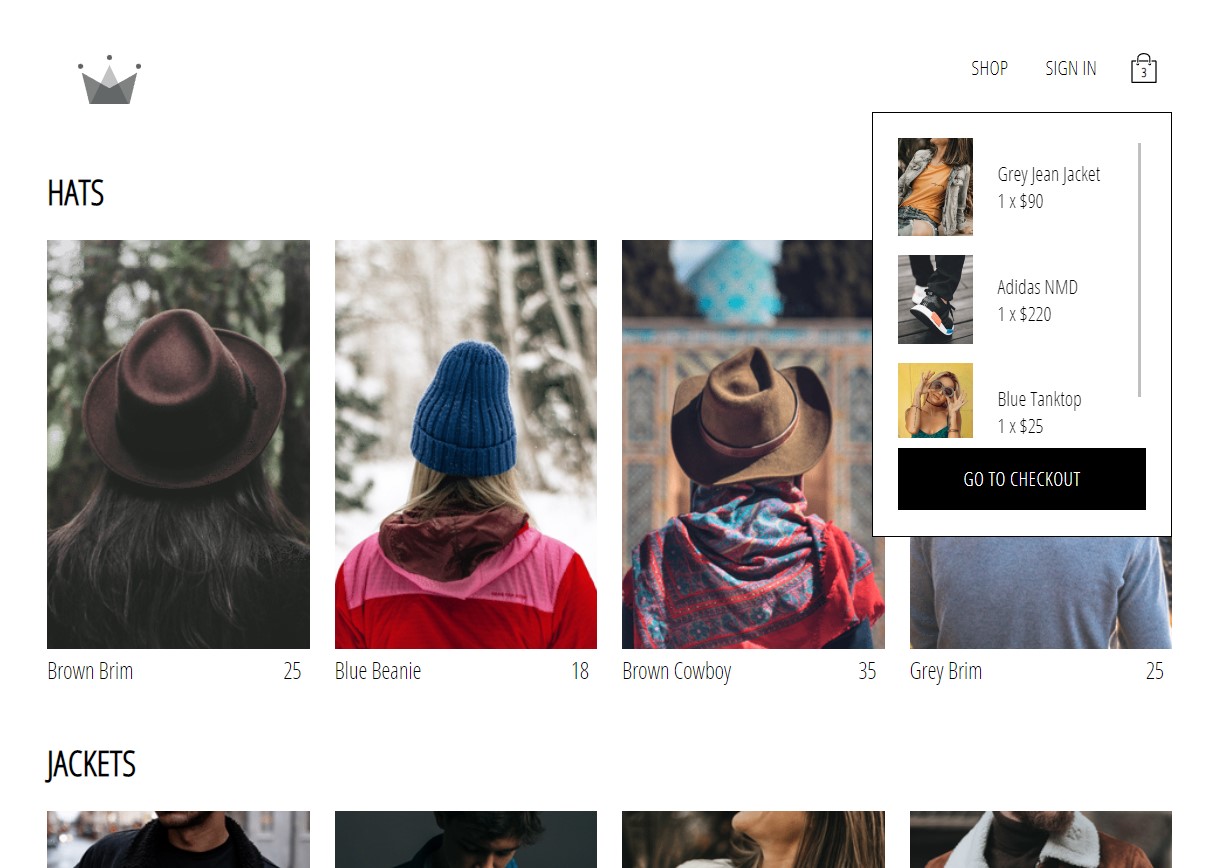 SHOP
SIGN IN
3
Grey Jean Jacket
1 x $90
Adidas NMD
1 x $220
Blue Tanktop
1 x $25
GO TO CHECKOUT
HATS
Brown Brim 25
Blue Beanie 18
Brown Cowboy 35
Grey Brim 25
JACKETS